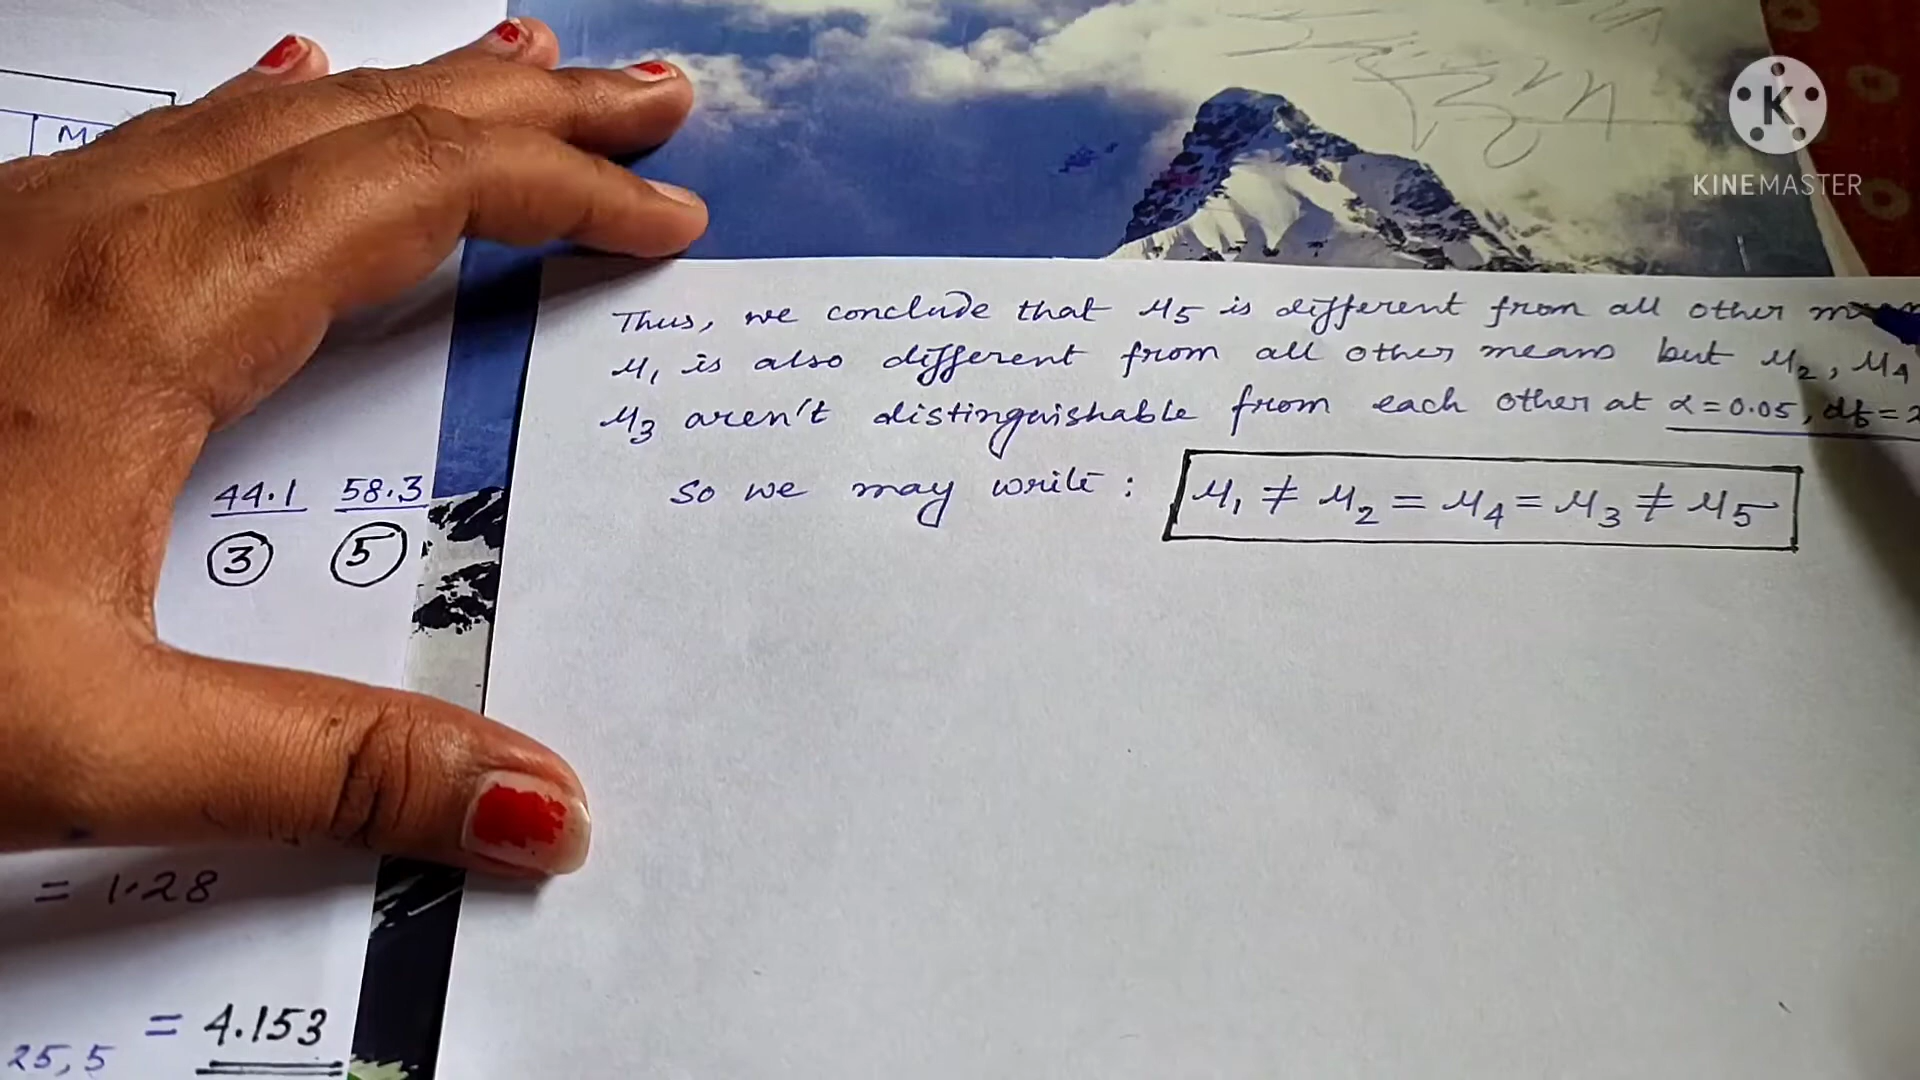 44.1 58.3
3 5
= 1.28
= 4.153
25,5
Thus, we conclude that μ5 is different from all other
μ1 is also different from all other means but μ2, μ4
μ3 aren't distinguishable from each other at α = 0.05, df = 2
So we may write : μ1 ≠ μ2 = μ4 = μ3 ≠ μ5
K
KINEMASTER